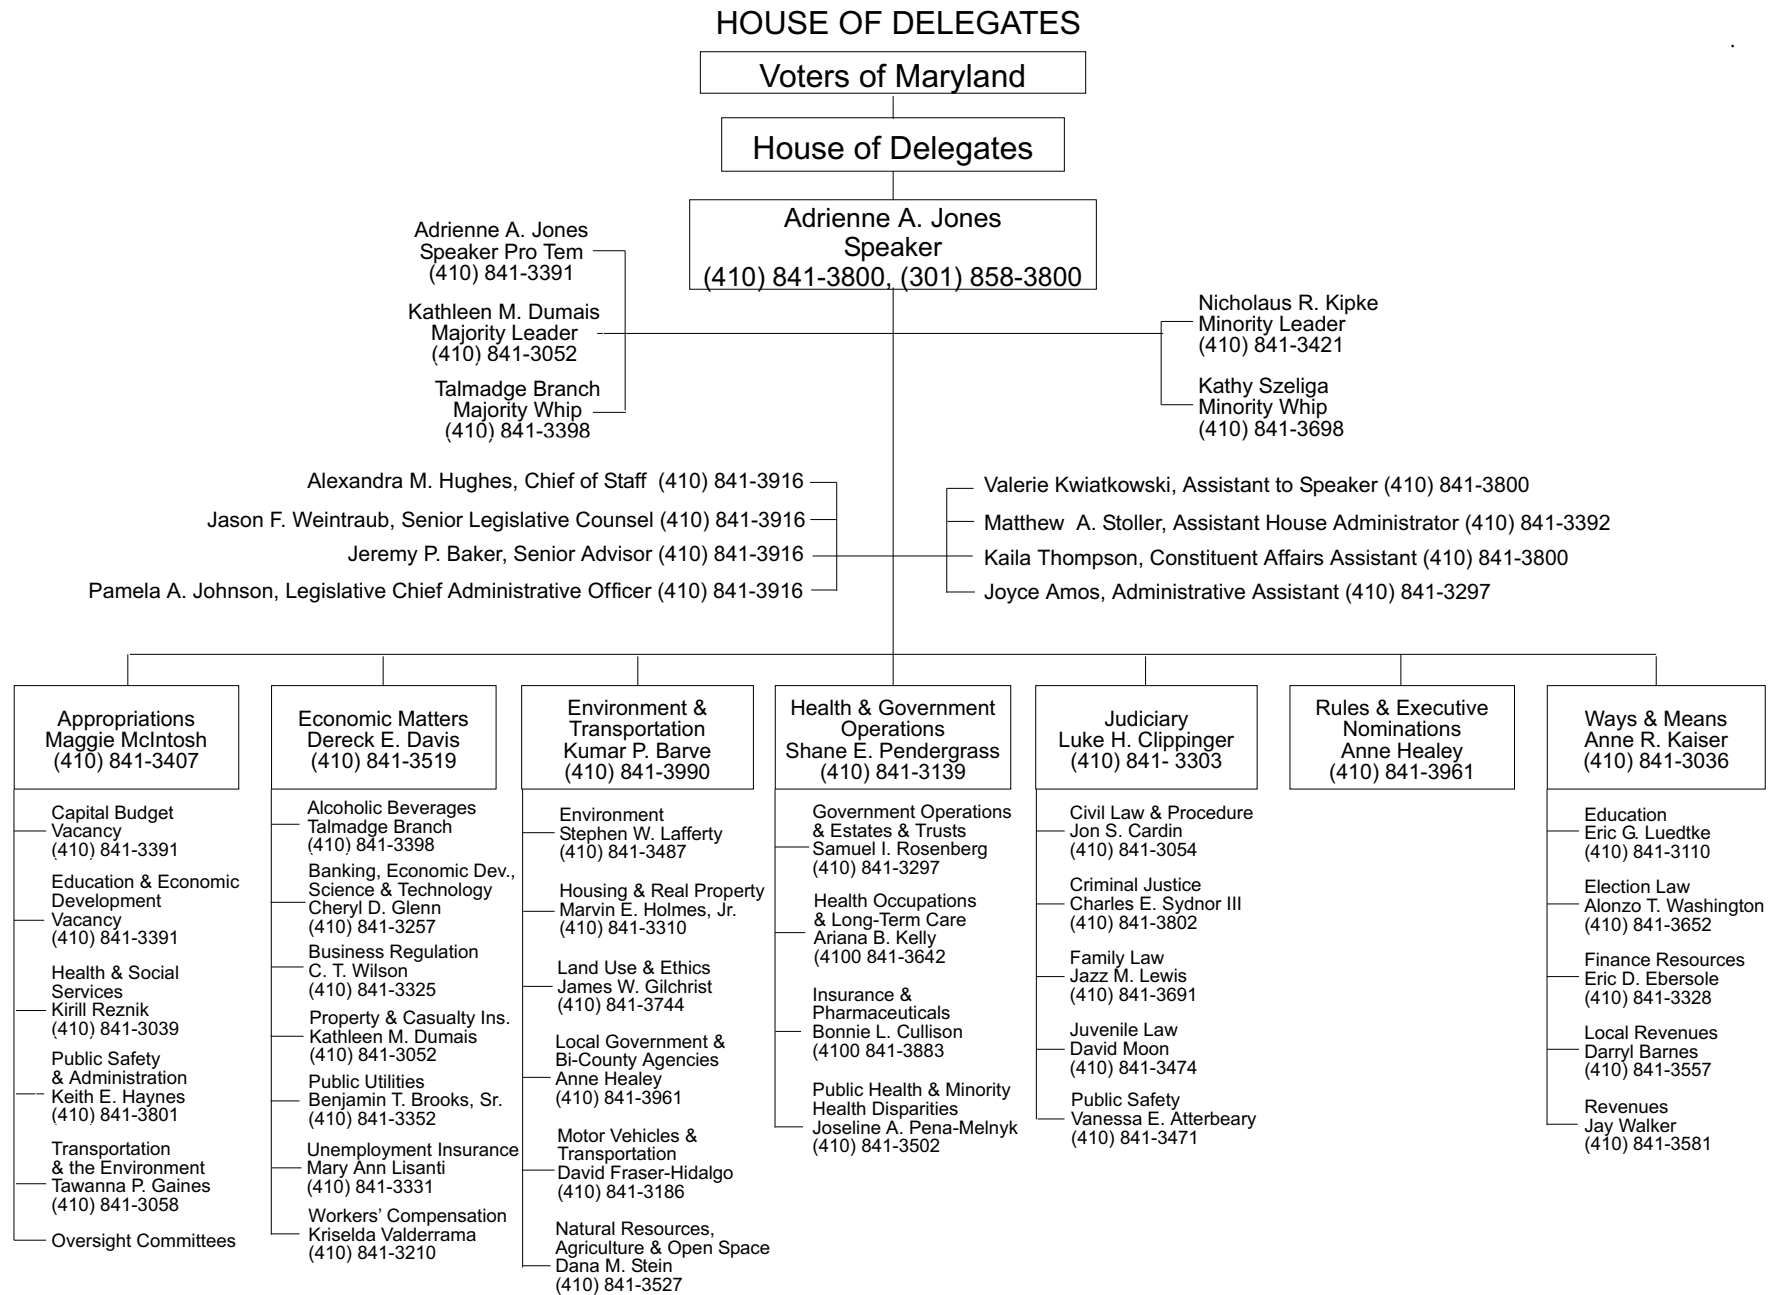 HOUSE OF DELEGATES
Voters of Maryland
House of Delegates
Adrienne A. Jones
Speaker
(410) 841-3800, (301) 858-3800
Adrienne A. Jones
Speaker Pro Tem
(410) 841-3391
Kathleen M. Dumais
Majority Leader
(410) 841-3052
Talmadge Branch
Majority Whip
(410) 841-3398
Nicholaus R. Kipke
Minority Leader
(410) 841-3421
Kathy Szeliga
Minority Whip
(410) 841-3698
Alexandra M. Hughes, Chief of Staff (410) 841-3916
Jason F. Weintraub, Senior Legislative Counsel (410) 841-3916
Jeremy P. Baker, Senior Advisor (410) 841-3916
Pamela A. Johnson, Legislative Chief Administrative Officer (410) 841-3916
Valerie Kwiatkowski, Assistant to Speaker (410) 841-3800
Matthew A. Stoller, Assistant House Administrator (410) 841-3392
Kaila Thompson, Constituent Affairs Assistant (410) 841-3800
Joyce Amos, Administrative Assistant (410) 841-3297
Appropriations
Maggie McIntosh
(410) 841-3407
Capital Budget
Vacancy
(410) 841-3391
Education & Economic
Development
Vacancy
(410) 841-3391
Health & Social
Services
Kirill Reznik
(410) 841-3039
Public Safety
& Administration
Keith E. Haynes
(410) 841-3801
Transportation
& the Environment
Tawanna P. Gaines
(410) 841-3058
Oversight Committees
Economic Matters
Dereck E. Davis
(410) 841-3519
Alcoholic Beverages
Talmadge Branch
(410) 841-3398
Banking, Economic Dev.,
Science & Technology
Cheryl D. Glenn
(410) 841-3257
Business Regulation
C. T. Wilson
(410) 841-3325
Property & Casualty Ins.
Kathleen M. Dumais
(410) 841-3052
Public Utilities
Benjamin T. Brooks, Sr.
(410) 841-3352
Unemployment Insurance
Mary Ann Lisanti
(410) 841-3331
Workers’ Compensation
Kriselda Valderrama
(410) 841-3210
Environment &
Transportation
Kumar P. Barve
(410) 841-3990
Environment
Stephen W. Lafferty
(410) 841-3487
Housing & Real Property
Marvin E. Holmes, Jr.
(410) 841-3310
Land Use & Ethics
James W. Gilchrist
(410) 841-3744
Local Government &
Bi-County Agencies
Anne Healey
(410) 841-3961
Motor Vehicles &
Transportation
David Fraser-Hidalgo
(410) 841-3186
Natural Resources,
Agriculture & Open Space
Dana M. Stein
(410) 841-3527
Health & Government
Operations
Shane E. Pendergrass
(410) 841-3139
Government Operations
& Estates & Trusts
Samuel I. Rosenberg
(410) 841-3297
Health Occupations
& Long-Term Care
Ariana B. Kelly
(4100 841-3642
Insurance &
Pharmaceuticals
Bonnie L. Cullison
(4100 841-3883
Public Health & Minority
Health Disparities
Joseline A. Pena-Melnyk
(410) 841-3502
Judiciary
Luke H. Clippinger
(410) 841- 3303
Civil Law & Procedure
Jon S. Cardin
(410) 841-3054
Criminal Justice
Charles E. Sydnor III
(410) 841-3802
Family Law
Jazz M. Lewis
(410) 841-3691
Juvenile Law
David Moon
(410) 841-3474
Public Safety
Vanessa E. Atterbeary
(410) 841-3471
Rules & Executive
Nominations
Anne Healey
(410) 841-3961
Ways & Means
Anne R. Kaiser
(410) 841-3036
Education
Eric G. Luedtke
(410) 841-3110
Election Law
Alonzo T. Washington
(410) 841-3652
Finance Resources
Eric D. Ebersole
(410) 841-3328
Local Revenues
Darryl Barnes
(410) 841-3557
Revenues
Jay Walker
(410) 841-3581